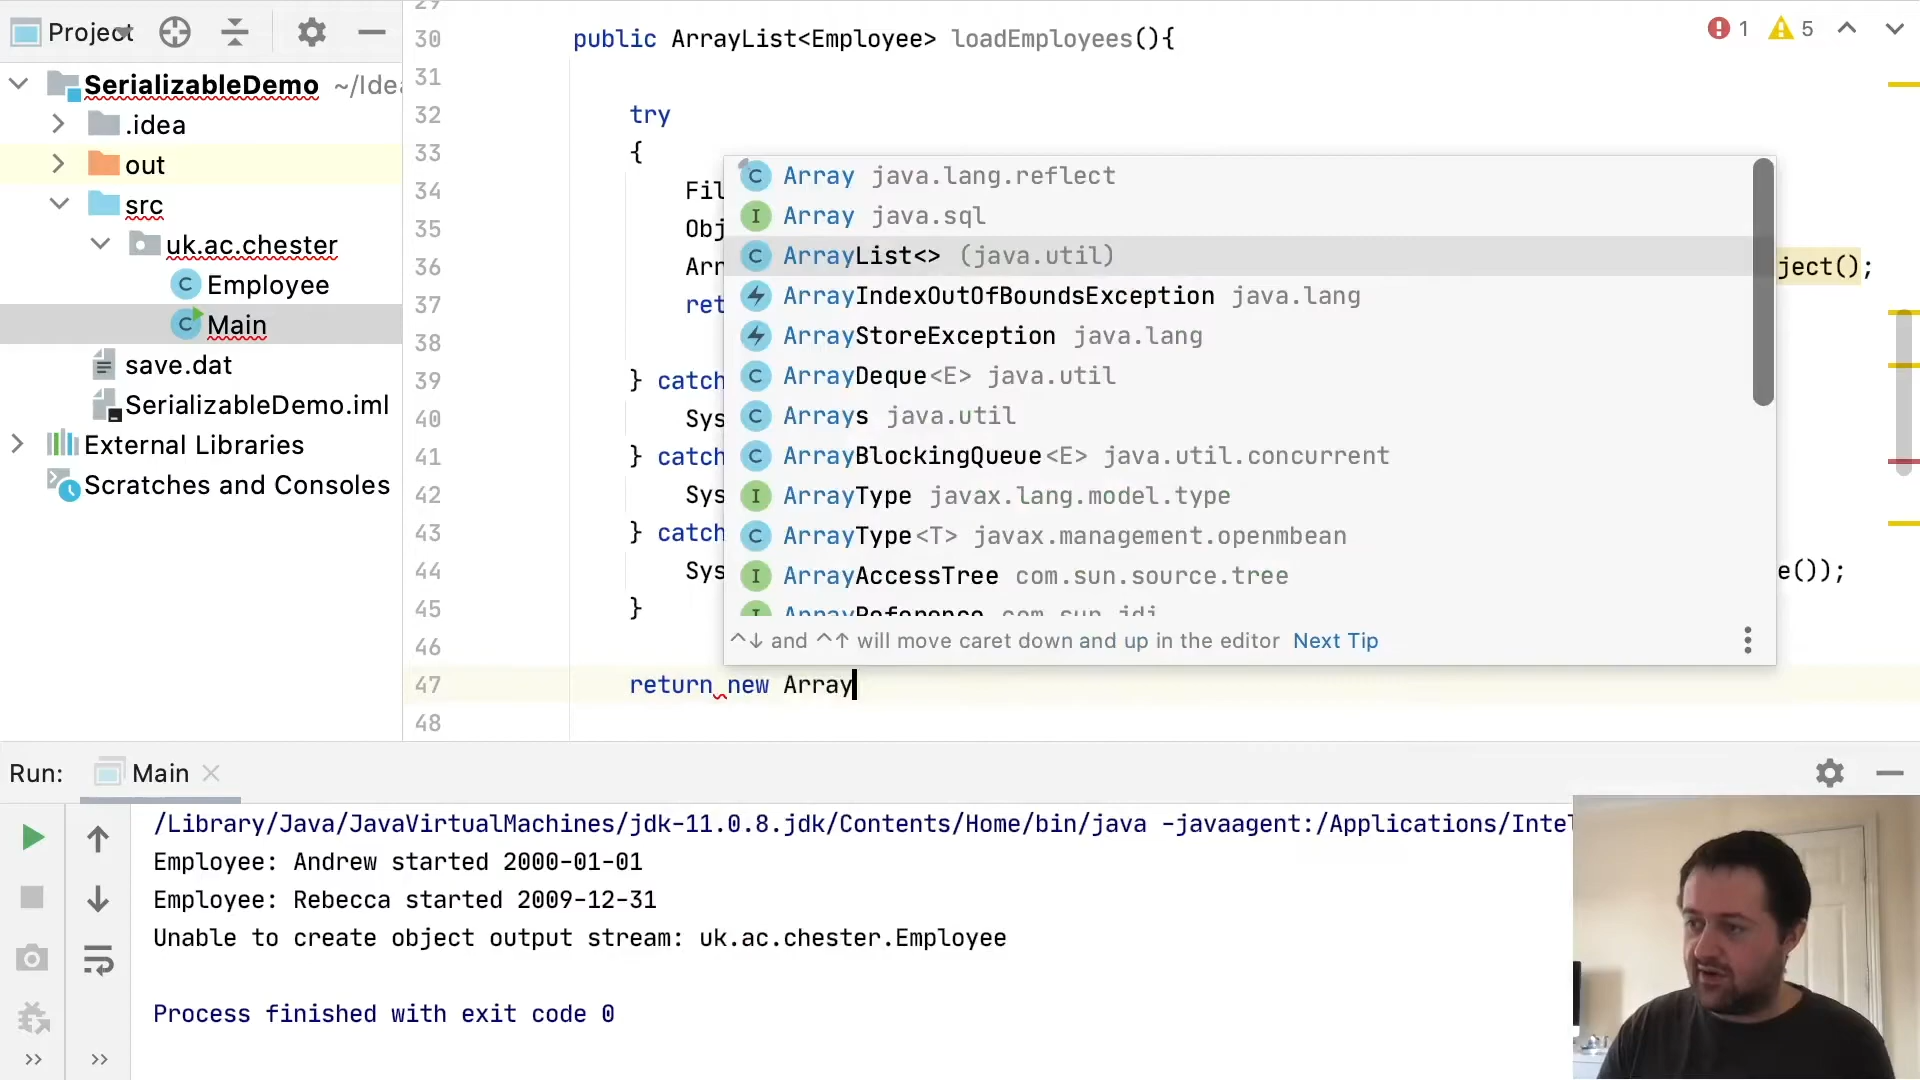 Project
SerializableDemo ~/Idea
.idea
out
src
uk.ac.chester
Employee
Main
save.dat
SerializableDemo.iml
External Libraries
Scratches and Consoles
29
30 public ArrayList<Employee> loadEmployees(){
31
32 try
33 {
34 Fil
35 Obj
36 Arr ject();
37 ret
38
39 } catch
40 Sys
41 } catch
42 Sys
43 } catch
44 Sys e());
45 }
46
47 return new Array
48
1 5
Array java.lang.reflect
Array java.sql
ArrayList<> (java.util)
ArrayIndexOutOfBoundsException java.lang
ArrayStoreException java.lang
ArrayDeque<E> java.util
Arrays java.util
ArrayBlockingQueue<E> java.util.concurrent
ArrayType javax.lang.model.type
ArrayType<T> javax.management.openmbean
ArrayAccessTree com.sun.source.tree
ArrayReference com.sun.jdi
^↓ and ^↑ will move caret down and up in the editor Next Tip
Run: Main
/Library/Java/JavaVirtualMachines/jdk-11.0.8.jdk/Contents/Home/bin/java -javaagent:/Applications/Intel
Employee: Andrew started 2000-01-01
Employee: Rebecca started 2009-12-31
Unable to create object output stream: uk.ac.chester.Employee
Process finished with exit code 0